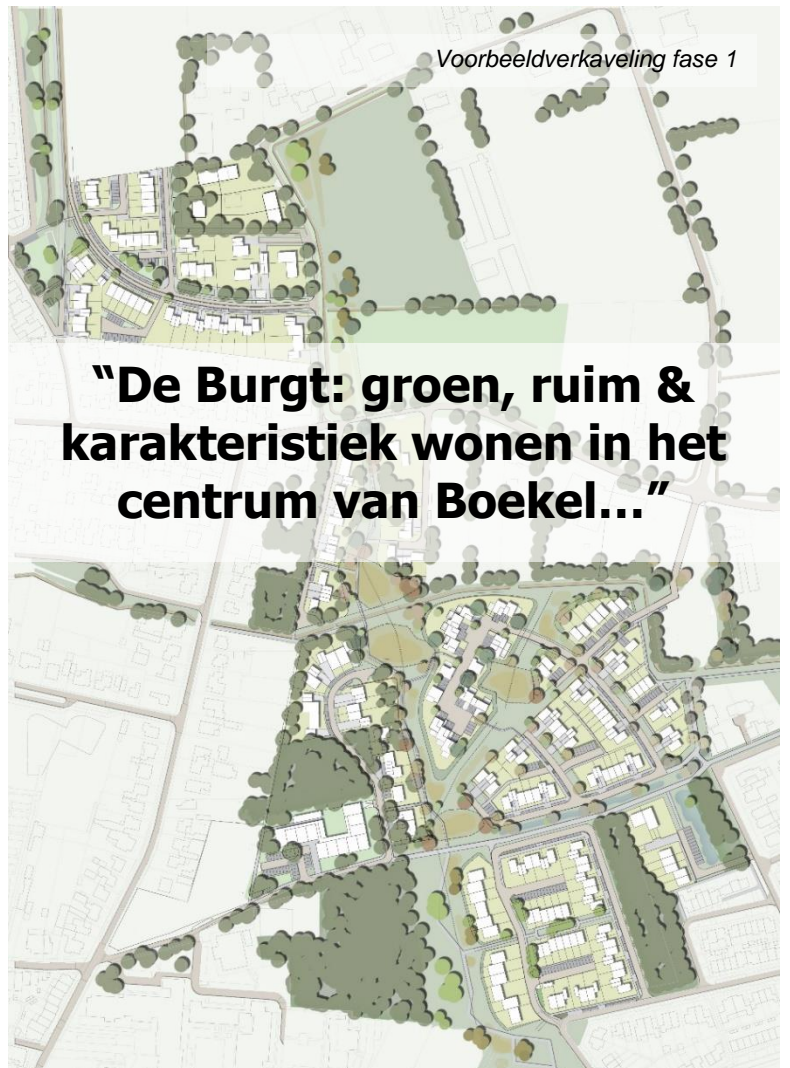 Voorbeeldverkaveling fase 1
“De Burgt: groen, ruim &
karakteristiek wonen in het
centrum van Boekel…”